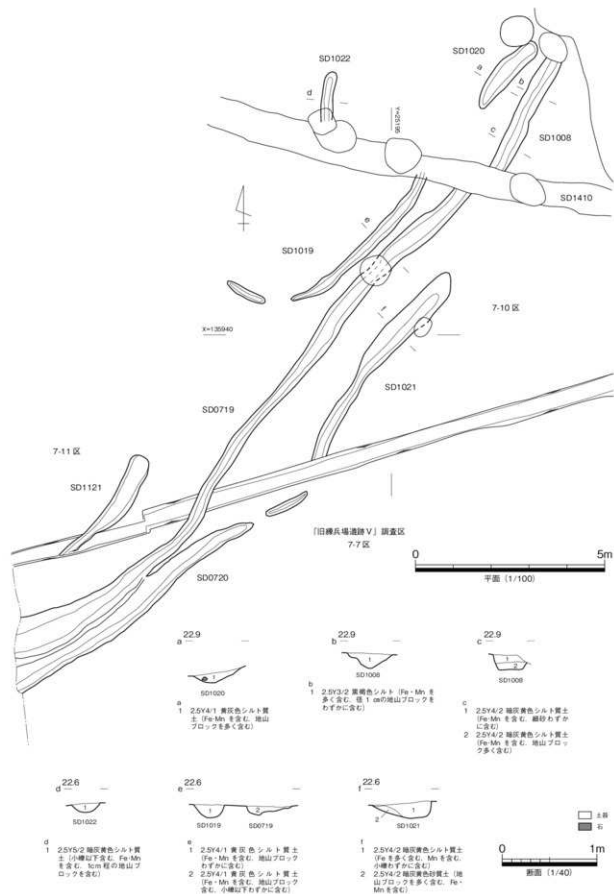 SD1022
SD1020
a
b
d
Y=25195
c
SD1008
SD1410
e
SD1019
f
7-10 区
X=135940
SD1021
SD0719
7-11 区
SD1121
『旧練兵場遺跡Ⅴ』調査区
7-7 区
0 5m
平面 (1/100)
SD0720
22.9
a
1
SD1020
a
1 2.5Y4/1 黄灰色シルト質
土 (Fe・Mn を含む、地山
ブロックを多く含む)
22.9
b
1
SD1008
b
1 2.5Y3/2 黒褐色シルト (Fe・Mn を
多く含む、径 1 ㎝の地山ブロックを
わずかに含む)
22.9
c
1
2
SD1008
c
1 2.5Y4/2 暗灰黄色シルト質土
(Fe・Mn を含む、細砂わずか
に含む)
2 2.5Y4/2 暗灰黄色シルト質土
(Fe・Mn を含む、地山ブロッ
ク多く含む)
22.6
d
1
SD1022
d
1 2.5Y5/2 暗灰黄色シルト質
土 (小礫以下含む、Fe・Mn
を含む、1cm 程の地山ブ
ロックを含む)
22.6
e
1
2
SD1019 SD0719
e
1 2.5Y4/1 黄灰色シルト質土
(Fe・Mn を含む、地山ブロック
わずかに含む)
2 2.5Y4/1 黄灰色シルト質土
(Fe・Mn を含む、地山ブロック
含む、小礫以下わずかに含む)
22.6
f
1
2
SD1021
f
1 2.5Y4/2 暗灰黄色シルト質土
(Fe を多く含む、Mn を含む、
小礫わずかに含む)
2 2.5Y4/2 暗灰黄色砂質土 (地
山ブロックを多く含む、Fe・
Mn を含む)
土器
石
0 1m
断面 (1/40)